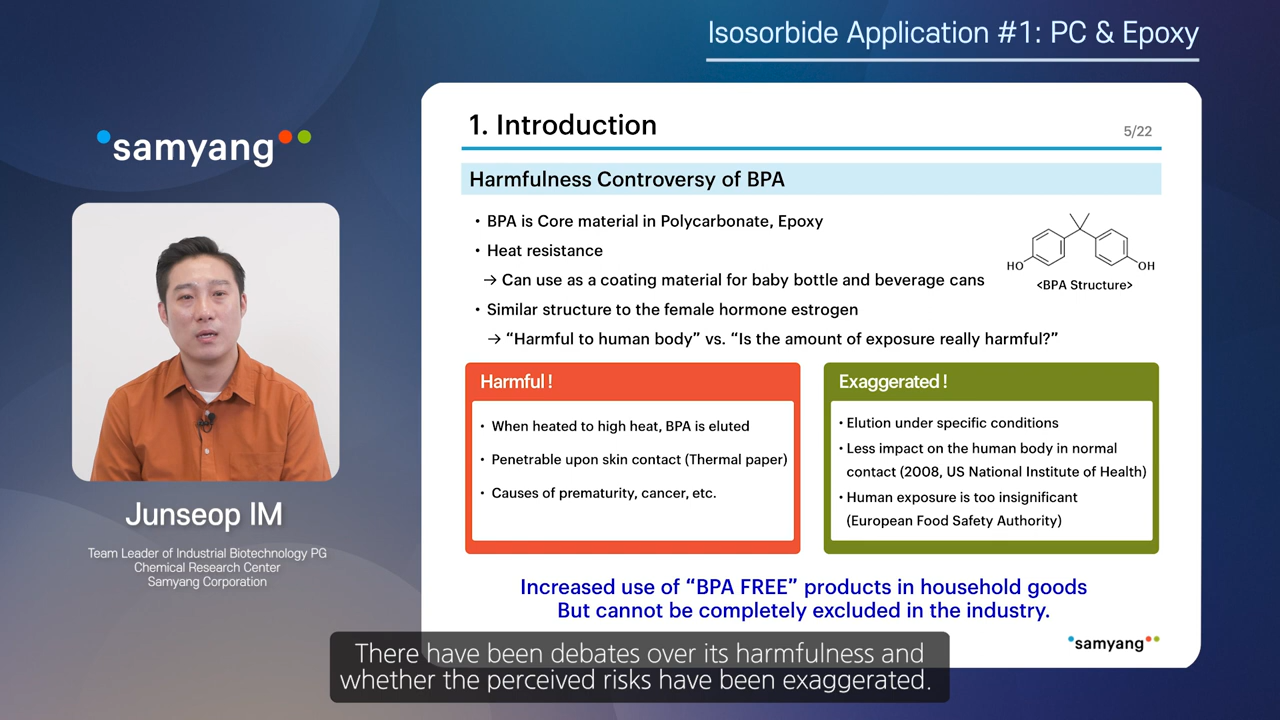 Isosorbide Application #1: PC & Epoxy
samyang
Junseop IM
Team Leader of Industrial Biotechnology PG
Chemical Research Center
Samyang Corporation
1. Introduction
5/22
Harmfulness Controversy of BPA
• BPA is Core material in Polycarbonate, Epoxy
• Heat resistance
→ Can use as a coating material for baby bottle and beverage cans
• Similar structure to the female hormone estrogen
→ “Harmful to human body” vs. “Is the amount of exposure really harmful?”
HO
OH
<BPA Structure>
Harmful !
• When heated to high heat, BPA is eluted
• Penetrable upon skin contact (Thermal paper)
• Causes of prematurity, cancer, etc.
Exaggerated !
• Elution under specific conditions
• Less impact on the human body in normal
contact (2008, US National Institute of Health)
• Human exposure is too insignificant
(European Food Safety Authority)
Increased use of “BPA FREE” products in household goods
But cannot be completely excluded in the industry.
samyang
There have been debates over its harmfulness and
whether the perceived risks have been exaggerated.